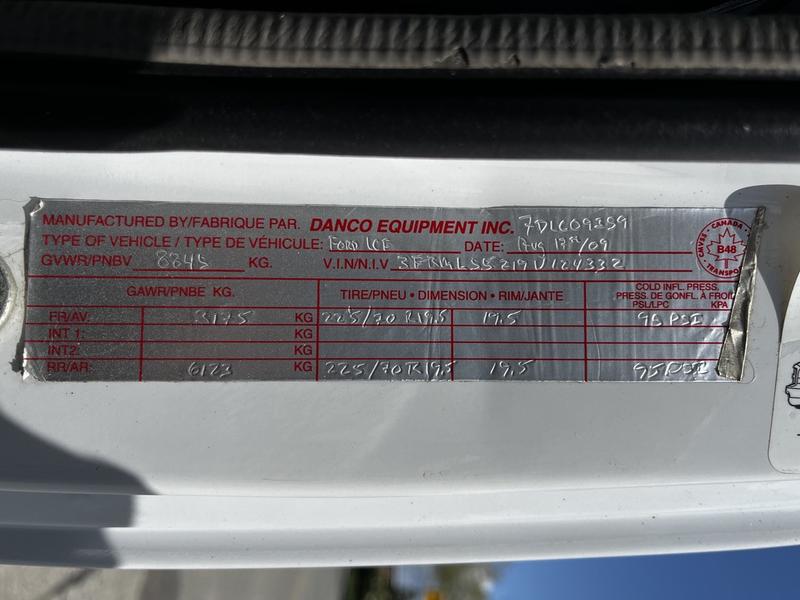 MANUFACTURED BY/FABRIQUE PAR. DANCO EQUIPMENT INC.
TYPE OF VEHICLE / TYPE DE VÉHICULE: FORD LCF DATE: Aug 17th/09
GVWR/PNBV 8845 KG. V.I.N/N.I.V
CANADA
B48
TRANSPORT
GAWR/PNBE KG. TIRE/PNEU • DIMENSION • RIM/JANTE COLD INFL. PRESS.
PRESS. DE GONFL. À FROID
PSI/LPC KPA
FR/AV. 3175 KG 225/70 R19.5 19.5 95 PSI
INT 1: KG
INT2: KG
RR/AR: 6123 KG 225/70R19.5 19.5 95 PSI